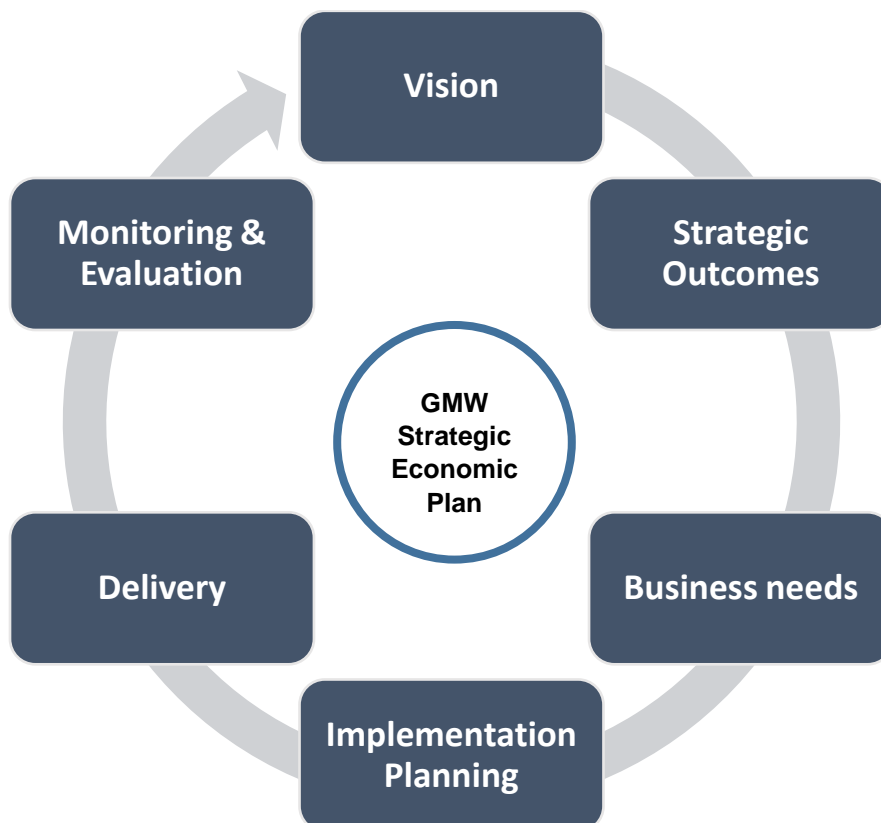 Vision
Strategic
Outcomes
Business needs
Implementation
Planning
Delivery
Monitoring &
Evaluation
GMW
Strategic
Economic
Plan